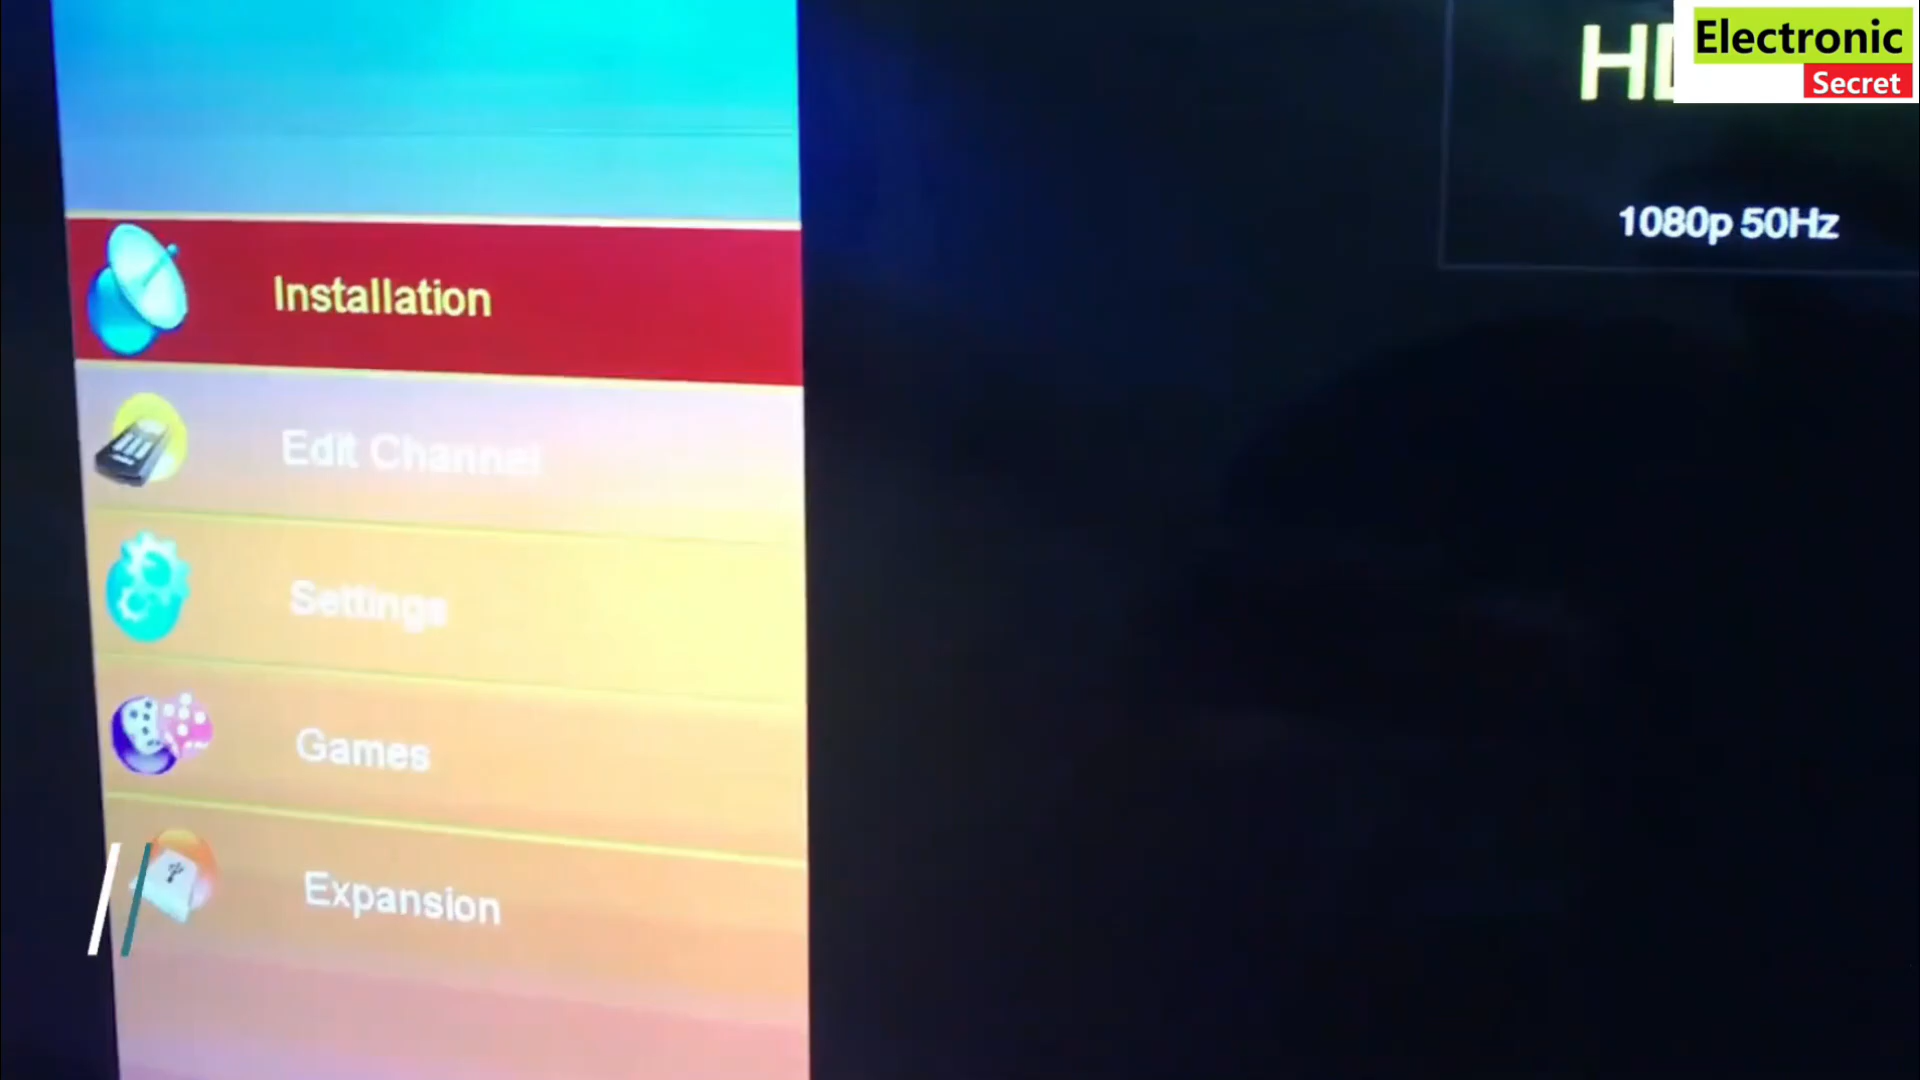 Electronic
Secret
1080p 50Hz
Installation
Edit Channel
Settings
Games
Expansion